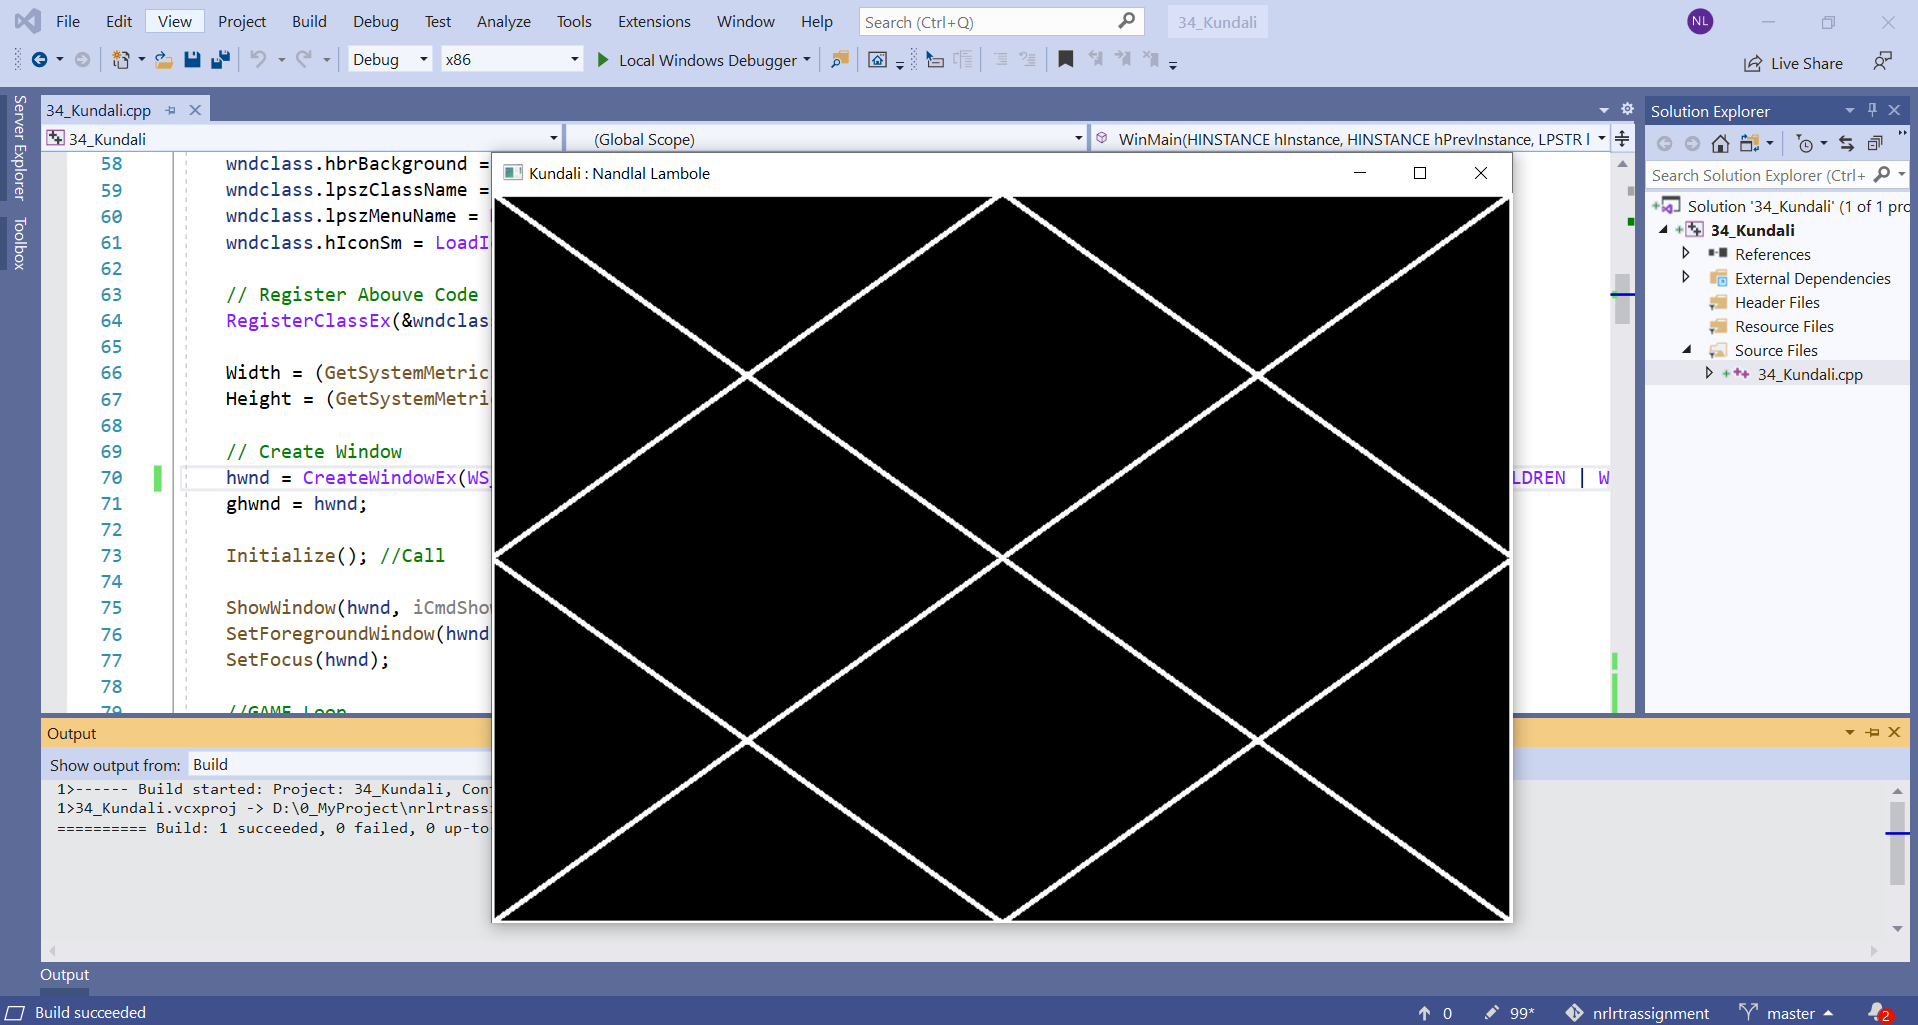 File Edit View Project Build Debug Test Analyze Tools Extensions Window Help Search (Ctrl+Q) 34_Kundali NL
Debug x86 Local Windows Debugger Live Share
Server Explorer
Toolbox
34_Kundali.cpp
34_Kundali (Global Scope) WinMain(HINSTANCE hInstance, HINSTANCE hPrevInstance, LPSTR l
58 wndclass.hbrBackground =
59 wndclass.lpszClassName =
60 wndclass.lpszMenuName =
61 wndclass.hIconSm = LoadI
62
63 // Register Abouve Code
64 RegisterClassEx(&wndclas
65
66 Width = (GetSystemMetric
67 Height = (GetSystemMetri
68
69 // Create Window
70 hwnd = CreateWindowEx(WS_ LDREN | W
71 ghwnd = hwnd;
72
73 Initialize(); //Call
74
75 ShowWindow(hwnd, iCmdSho
76 SetForegroundWindow(hwnd
77 SetFocus(hwnd);
78
79 //GAME Loop
Kundali : Nandlal Lambole
Solution Explorer
Search Solution Explorer (Ctrl+
Solution '34_Kundali' (1 of 1 pro
34_Kundali
References
External Dependencies
Header Files
Resource Files
Source Files
34_Kundali.cpp
Output
Show output from: Build
1>------ Build started: Project: 34_Kundali, Con
1>34_Kundali.vcxproj -> D:\0_MyProject\nrlrtrassi
========== Build: 1 succeeded, 0 failed, 0 up-to-
Output
Build succeeded 0 99* nrlrtrassignment master 2